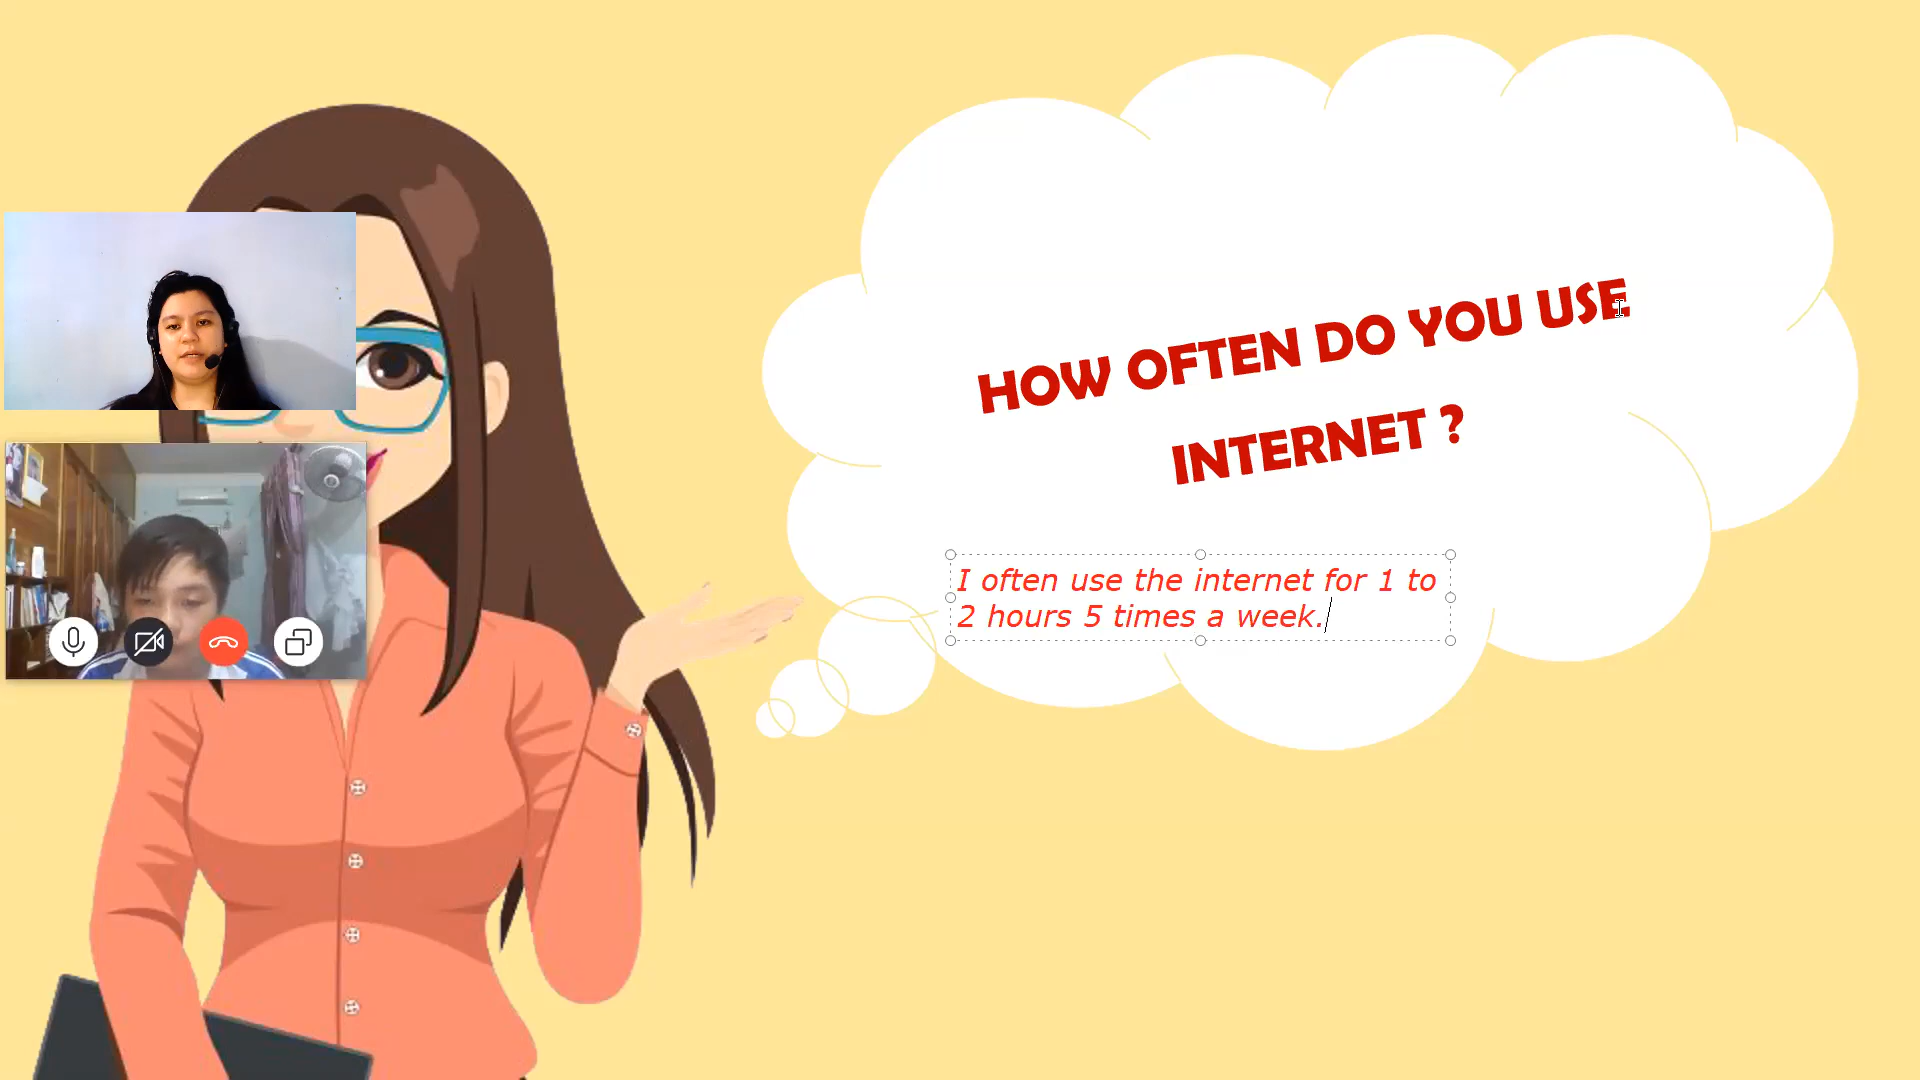 HOW OFTEN DO YOU USE
INTERNET ?
I often use the internet for 1 to
2 hours 5 times a week.